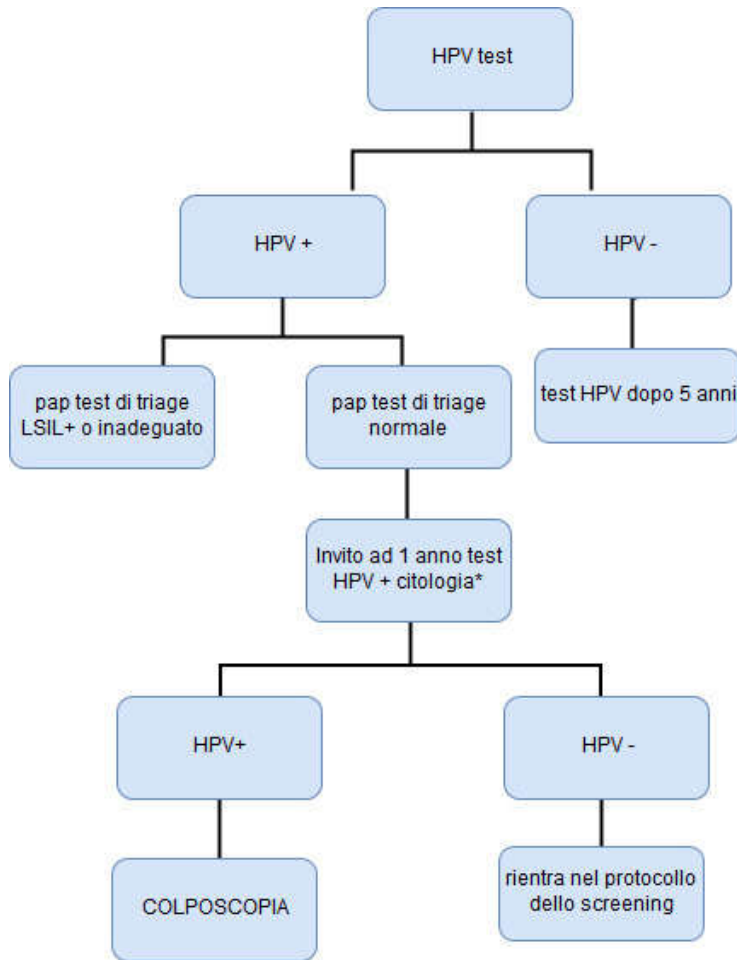 HPV test
HPV +
HPV -
pap test di triage
LSIL+ o inadeguato
pap test di triage
normale
test HPV dopo 5 anni
Invito ad 1 anno test
HPV + citologia*
HPV+
HPV -
COLPOSCOPIA
rientra nel protocollo
dello screening